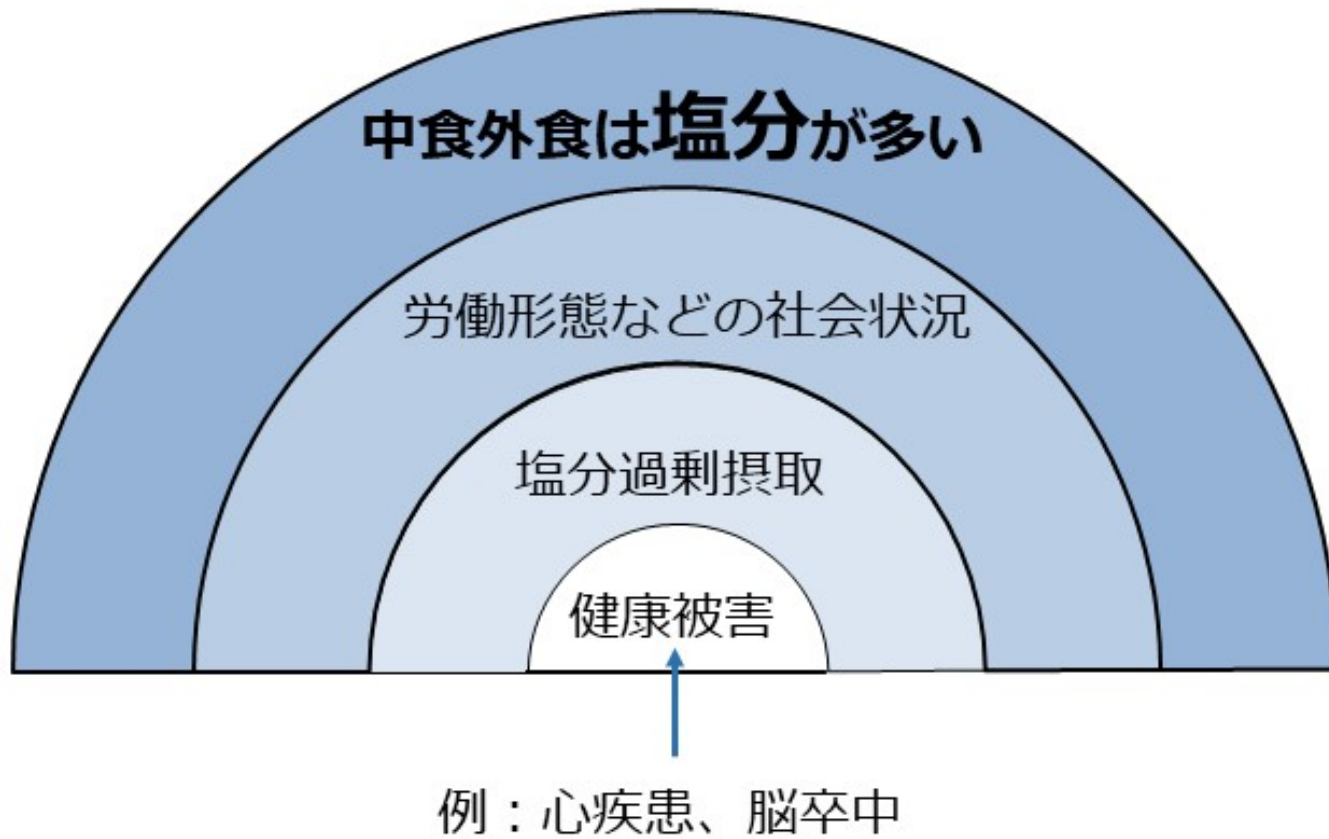 中食外食は塩分が多い
労働形態などの社会状況
塩分過剰摂取
健康被害
例：心疾患、脳卒中